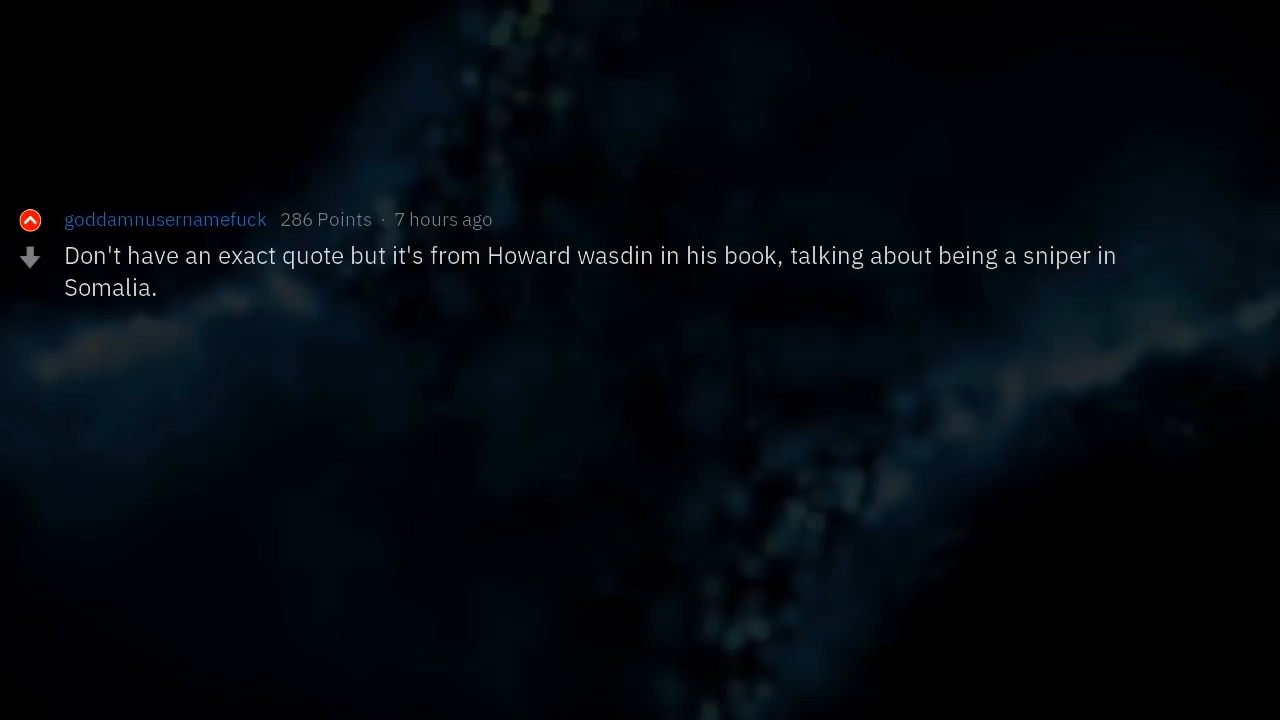 goddamnusernamefuck 286 Points · 7 hours ago
Don't have an exact quote but it's from Howard wasdin in his book, talking about being a sniper in
Somalia.